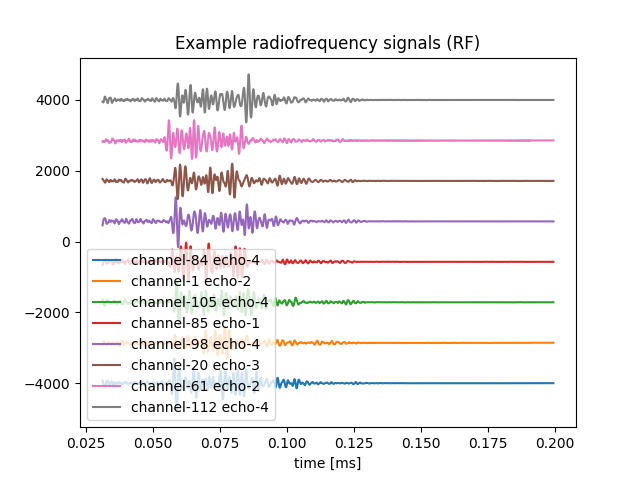 Example radiofrequency signals (RF)
4000
2000
0
−2000
−4000
channel-84 echo-4
channel-1 echo-2
channel-105 echo-4
channel-85 echo-1
channel-98 echo-4
channel-20 echo-3
channel-61 echo-2
channel-112 echo-4
0.025 0.050 0.075 0.100 0.125 0.150 0.175 0.200
time [ms]